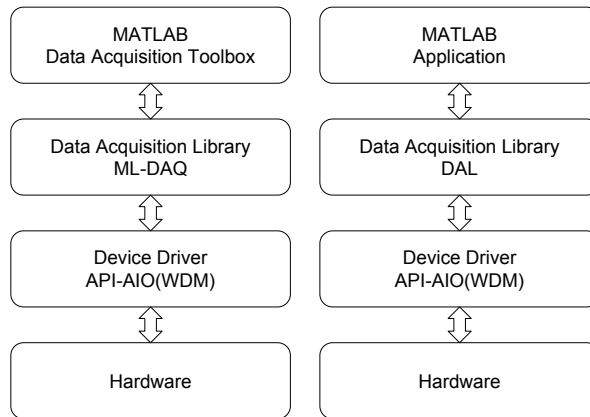 MATLAB
Data Acquisition Toolbox
Data Acquisition Library
ML-DAQ
Device Driver
API-AIO(WDM)
Hardware
MATLAB
Application
Data Acquisition Library
DAL
Device Driver
API-AIO(WDM)
Hardware